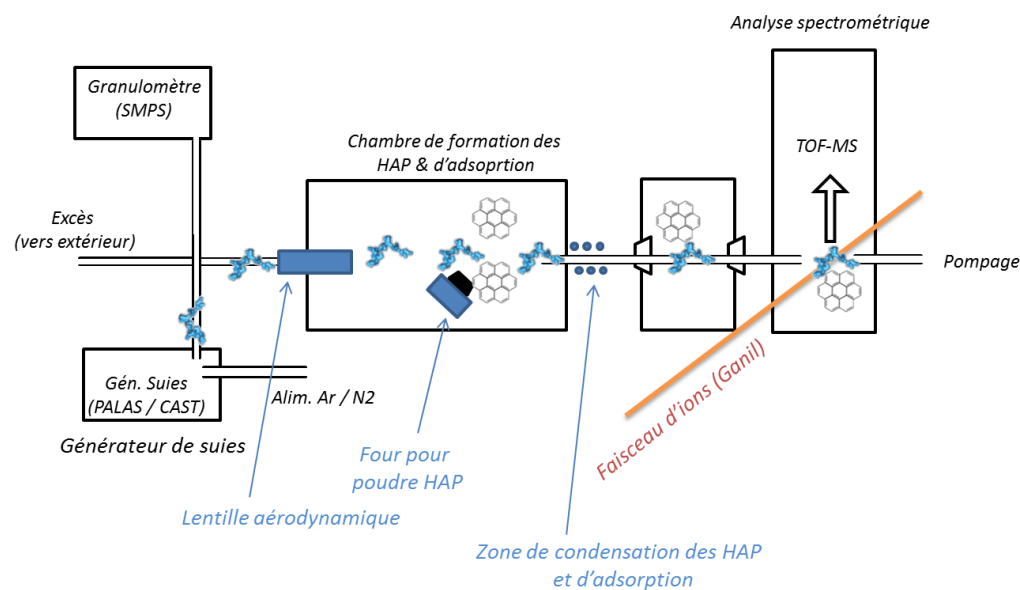 Analyse spectrométrique
Granulomètre
(SMPS)
Chambre de formation des
HAP & d'adsoprtion
TOF-MS
Excès
(vers extérieur)
Pompage
Gén. Suies
(PALAS / CAST)
Alim. Ar / N2
Générateur de suies
Faisceau d'ions (Ganil)
Four pour
poudre HAP
Lentille aérodynamique
Zone de condensation des HAP
et d'adsorption